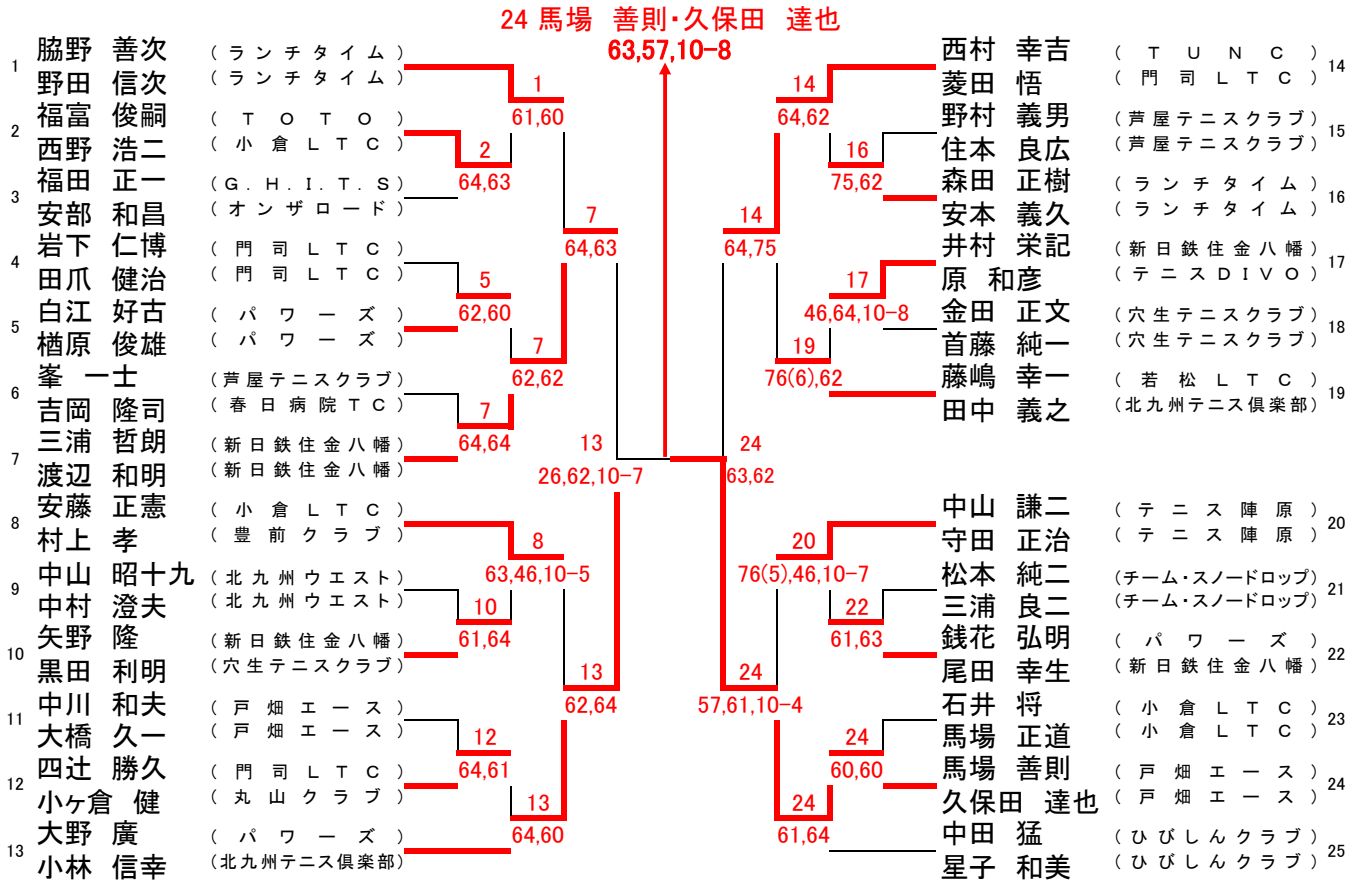 24 馬場 善則・久保田 達也
63,57,10-8
1 脇野 善次 (ランチタイム)
野田 信次 (ランチタイム)
2 福富 俊嗣 (TOTO)
西野 浩二 (小倉LTC)
3 福田 正一 (G.H.I.T.S)
安部 和昌 (オンザロード)
4 岩下 仁博 (門司LTC)
田爪 健治 (門司LTC)
5 白江 好古 (パワーズ)
楢原 俊雄 (パワーズ)
6 峯 一士 (芦屋テニスクラブ)
吉岡 隆司 (春日病院TC)
7 三浦 哲朗 (新日鉄住金八幡)
渡辺 和明 (新日鉄住金八幡)
8 安藤 正憲 (小倉LTC)
村上 孝 (豊前クラブ)
9 中山 昭十九 (北九州ウエスト)
中村 澄夫 (北九州ウエスト)
10 矢野 隆 (新日鉄住金八幡)
黒田 利明 (穴生テニスクラブ)
11 中川 和夫 (戸畑エース)
大橋 久一 (戸畑エース)
12 四辻 勝久 (門司LTC)
小ヶ倉 健 (丸山クラブ)
13 大野 廣 (パワーズ)
小林 信幸 (北九州テニス倶楽部)
1
61,60
2
64,63
7
64,63
5
62,60
7
62,62
7
64,64
13
26,62,10-7
8
63,46,10-5
10
61,64
13
62,64
12
64,61
13
64,60
14
64,62
16
75,62
14
64,75
17
46,64,10-8
19
76(6),62
24
63,62
20
76(5),46,10-7
22
61,63
24
57,61,10-4
24
60,60
24
61,64
西村 幸吉 (TUNC) 14
菱田 悟 (門司LTC)
野村 義男 (芦屋テニスクラブ) 15
住本 良広 (芦屋テニスクラブ)
森田 正樹 (ランチタイム) 16
安本 義久 (ランチタイム)
井村 栄記 (新日鉄住金八幡) 17
原 和彦 (テニスDIVO)
金田 正文 (穴生テニスクラブ) 18
首藤 純一 (穴生テニスクラブ)
藤嶋 幸一 (若松LTC) 19
田中 義之 (北九州テニス倶楽部)
中山 謙二 (テニス陣原) 20
守田 正治 (テニス陣原)
松本 純二 (チーム・スノードロップ) 21
三浦 良二 (チーム・スノードロップ)
銭花 弘明 (パワーズ) 22
尾田 幸生 (新日鉄住金八幡)
石井 将 (小倉LTC) 23
馬場 正道 (小倉LTC)
馬場 善則 (戸畑エース) 24
久保田 達也 (戸畑エース)
中田 猛 (ひびしんクラブ) 25
星子 和美 (ひびしんクラブ)